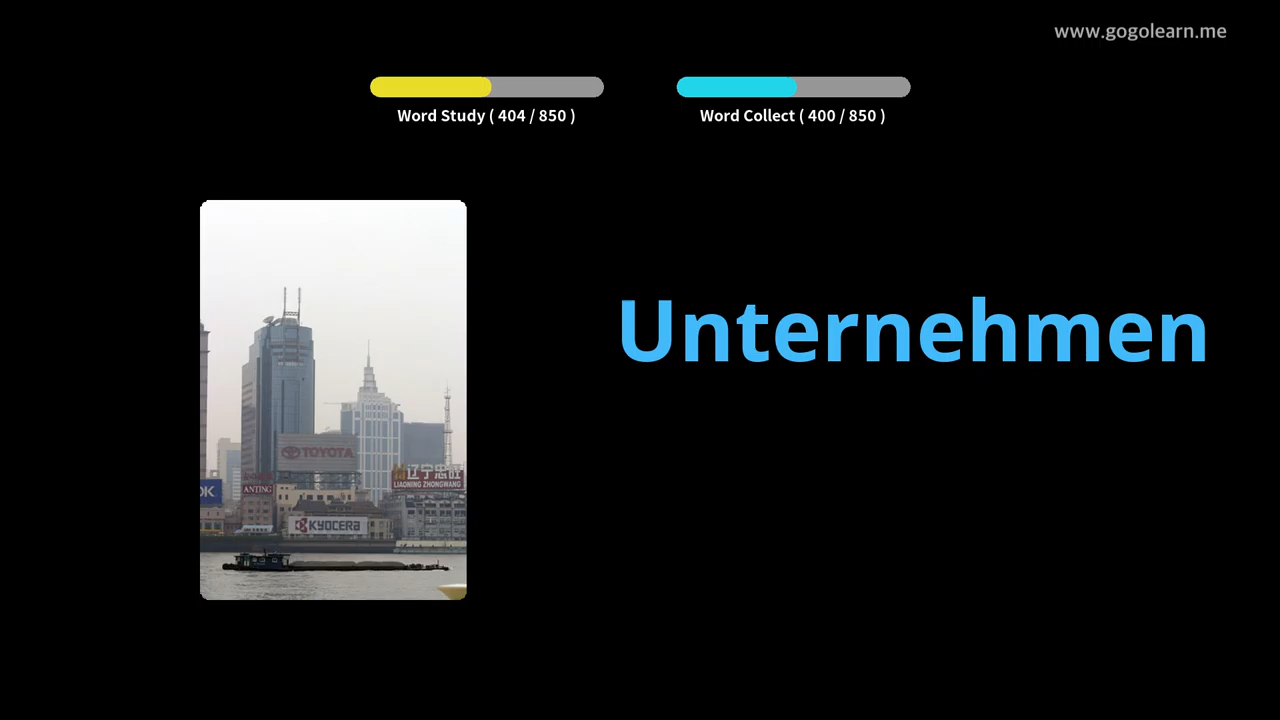 www.gogolearn.me
Word Study ( 404 / 850 )
Word Collect ( 400 / 850 )
Unternehmen
TOYOTA
辽宁忠旺
LIAONING ZHONGWANG
OK
ANTING
KYOCERA